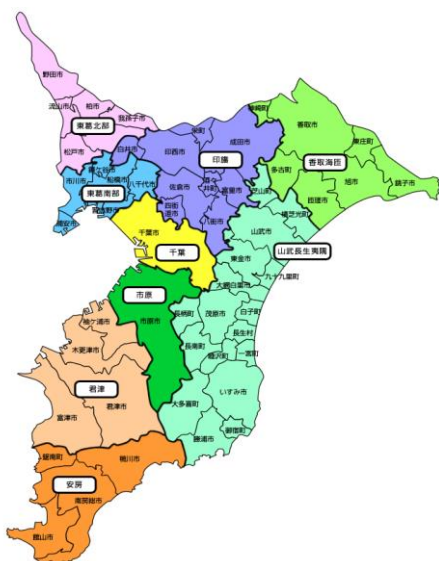 野田市
流山市
柏市
我孫子市
東葛北部
松戸市
神崎町
香取市
東庄町
香取海匝
多古町
旭市
銚子市
匝瑳市
栄町
成田市
白井市
印西市
印旛
佐倉市
富里市
四街道市
八街市
市川市
船橋市
八千代市
東葛南部
浦安市
千葉市
千葉
芝山町
横芝光町
山武市
山武長生夷隅
東金市
九十九里町
大網白里市
市原
市原市
長柄町
茂原市
白子町
長生村
長南町
睦沢町
一宮町
いすみ市
大多喜町
御宿町
勝浦市
袖ケ浦市
木更津市
君津
君津市
富津市
鋸南町
鴨川市
安房
南房総市
館山市